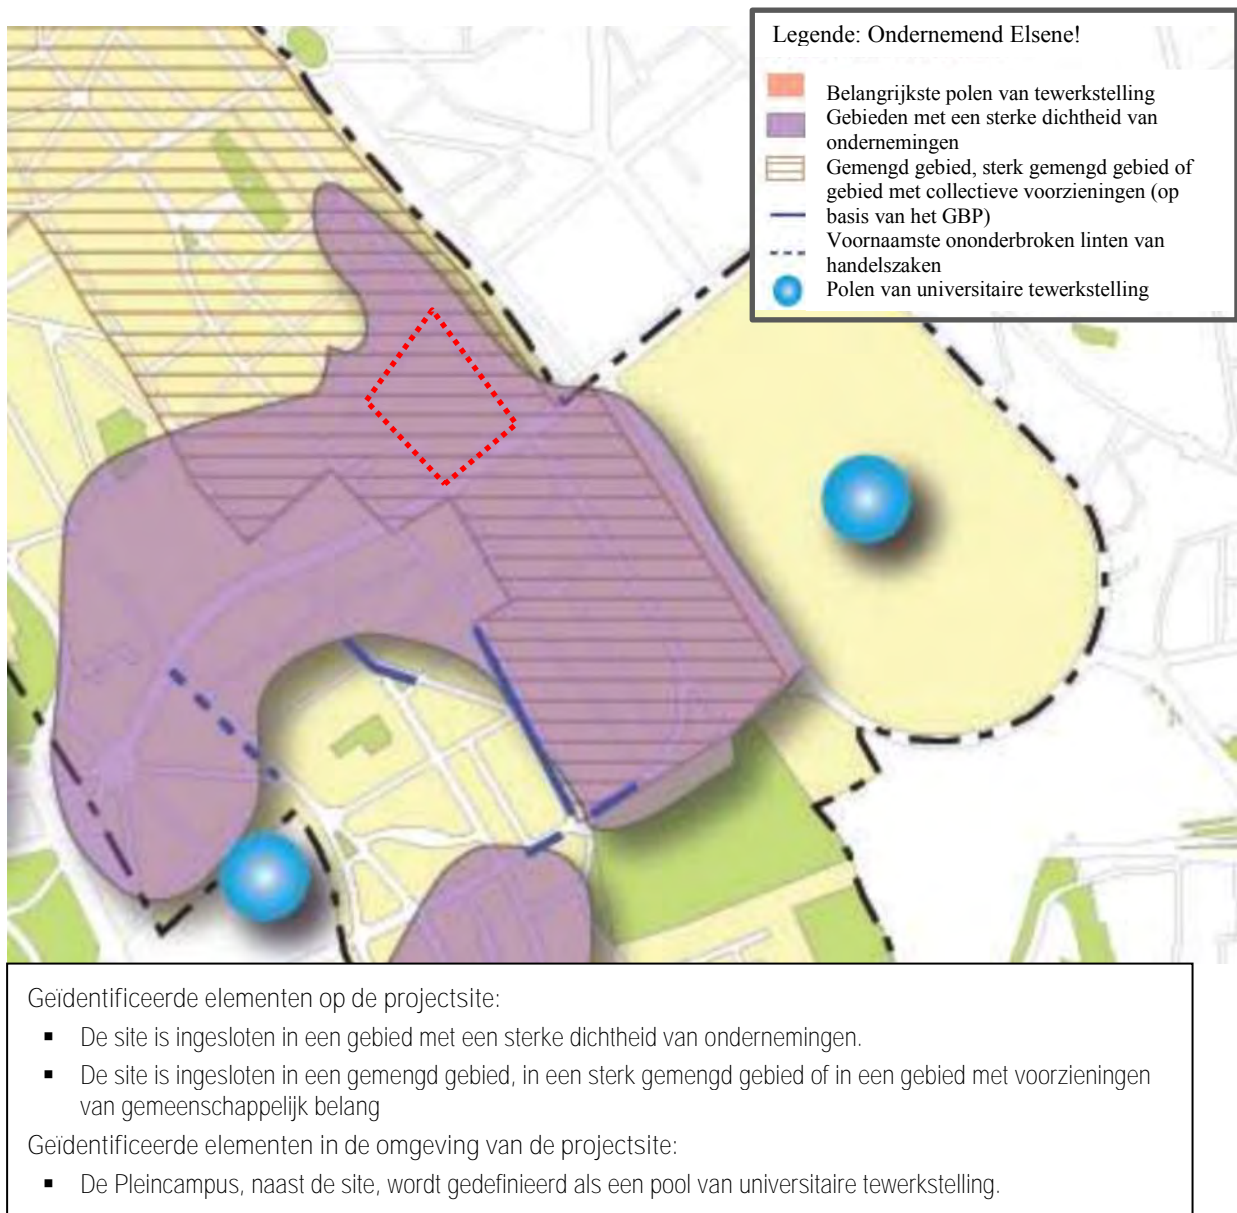 Legende: Ondernemend Elsene!
Belangrijkste polen van tewerkstelling
Gebieden met een sterke dichtheid van
ondernemingen
Gemengd gebied, sterk gemengd gebied of
gebied met collectieve voorzieningen (op
basis van het GBP)
Voornaamste ononderbroken linten van
handelszaken
Polen van universitaire tewerkstelling
Geïdentificeerde elementen op de projectsite:
▪ De site is ingesloten in een gebied met een sterke dichtheid van ondernemingen.
▪ De site is ingesloten in een gemengd gebied, in een sterk gemengd gebied of in een gebied met voorzieningen
van gemeenschappelijk belang
Geïdentificeerde elementen in de omgeving van de projectsite:
▪ De Pleincampus, naast de site, wordt gedefinieerd als een pool van universitaire tewerkstelling.